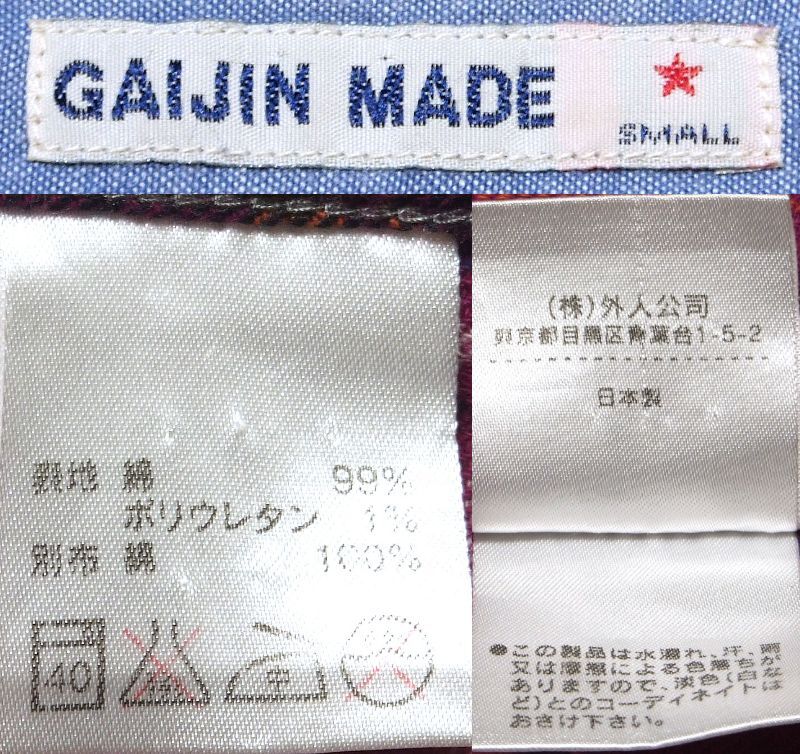 GAIJIN MADE
SMALL
表地 綿 99%
ポリウレタン 1%
別布 綿 100%
40
中
(株)外人公司
東京都目黒区青葉台1-5-2
日本製
●この製品は水濡れ、汗、雨
又は摩擦による色落ちが
ありますので、淡色(白な
ど)とのコーディネイトは
おさけ下さい。